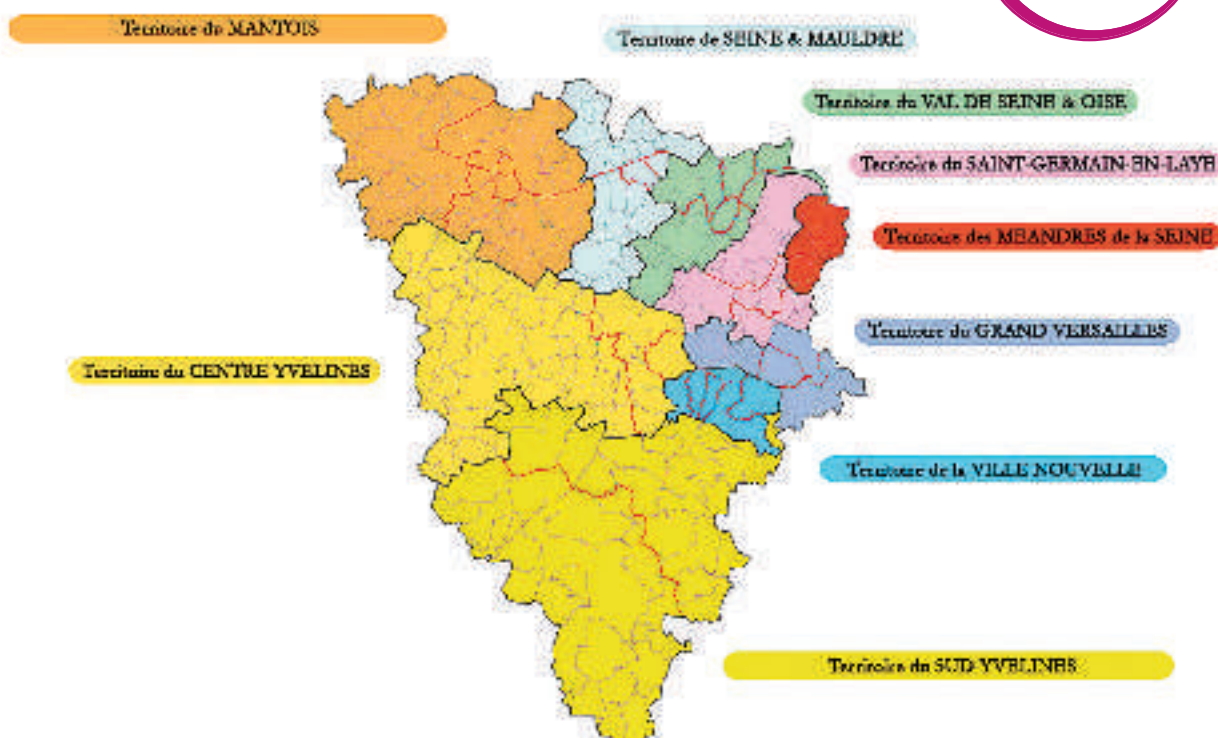 Territoire du MANTOIS
Territoire de SEINE & MAULDRE
Territoire du VAL DE SEINE & OISE
Territoire du SAINT-GERMAIN-EN-LAYE
Territoire des MEANDRES de la SEINE
Territoire du GRAND VERSAILLES
Territoire du CENTRE YVELINES
Territoire de la VILLE NOUVELLE
Territoire du SUD YVELINES